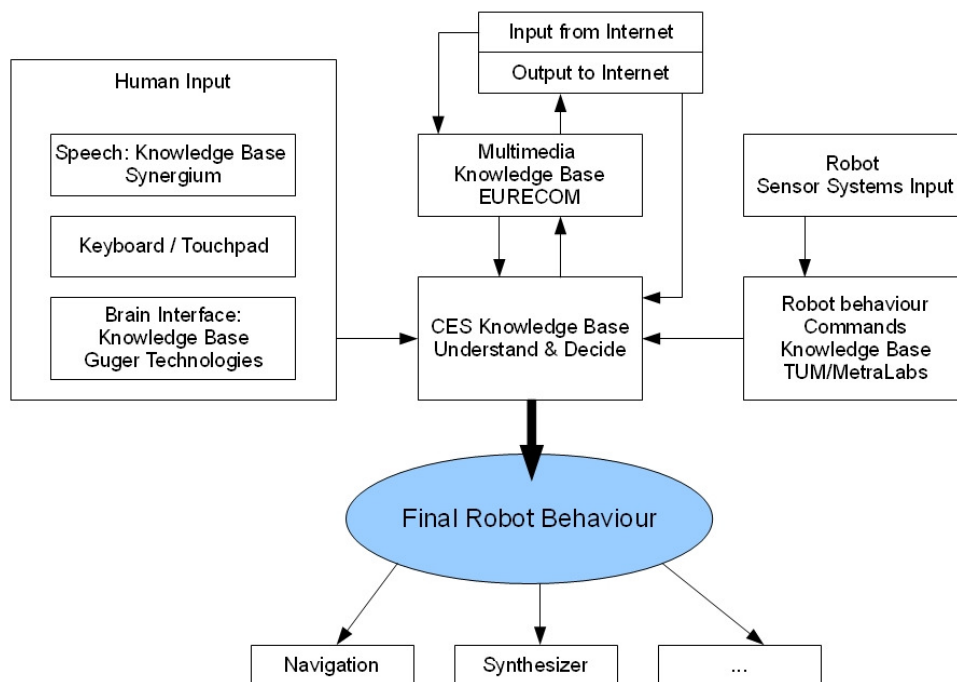 Input from Internet
Output to Internet
Human Input
Speech: Knowledge Base
Synergium
Keyboard / Touchpad
Brain Interface:
Knowledge Base
Guger Technologies
Multimedia
Knowledge Base
EURECOM
Robot
Sensor Systems Input
CES Knowledge Base
Understand & Decide
Robot behaviour
Commands
Knowledge Base
TUM/MetraLabs
Final Robot Behaviour
Navigation
Synthesizer
...